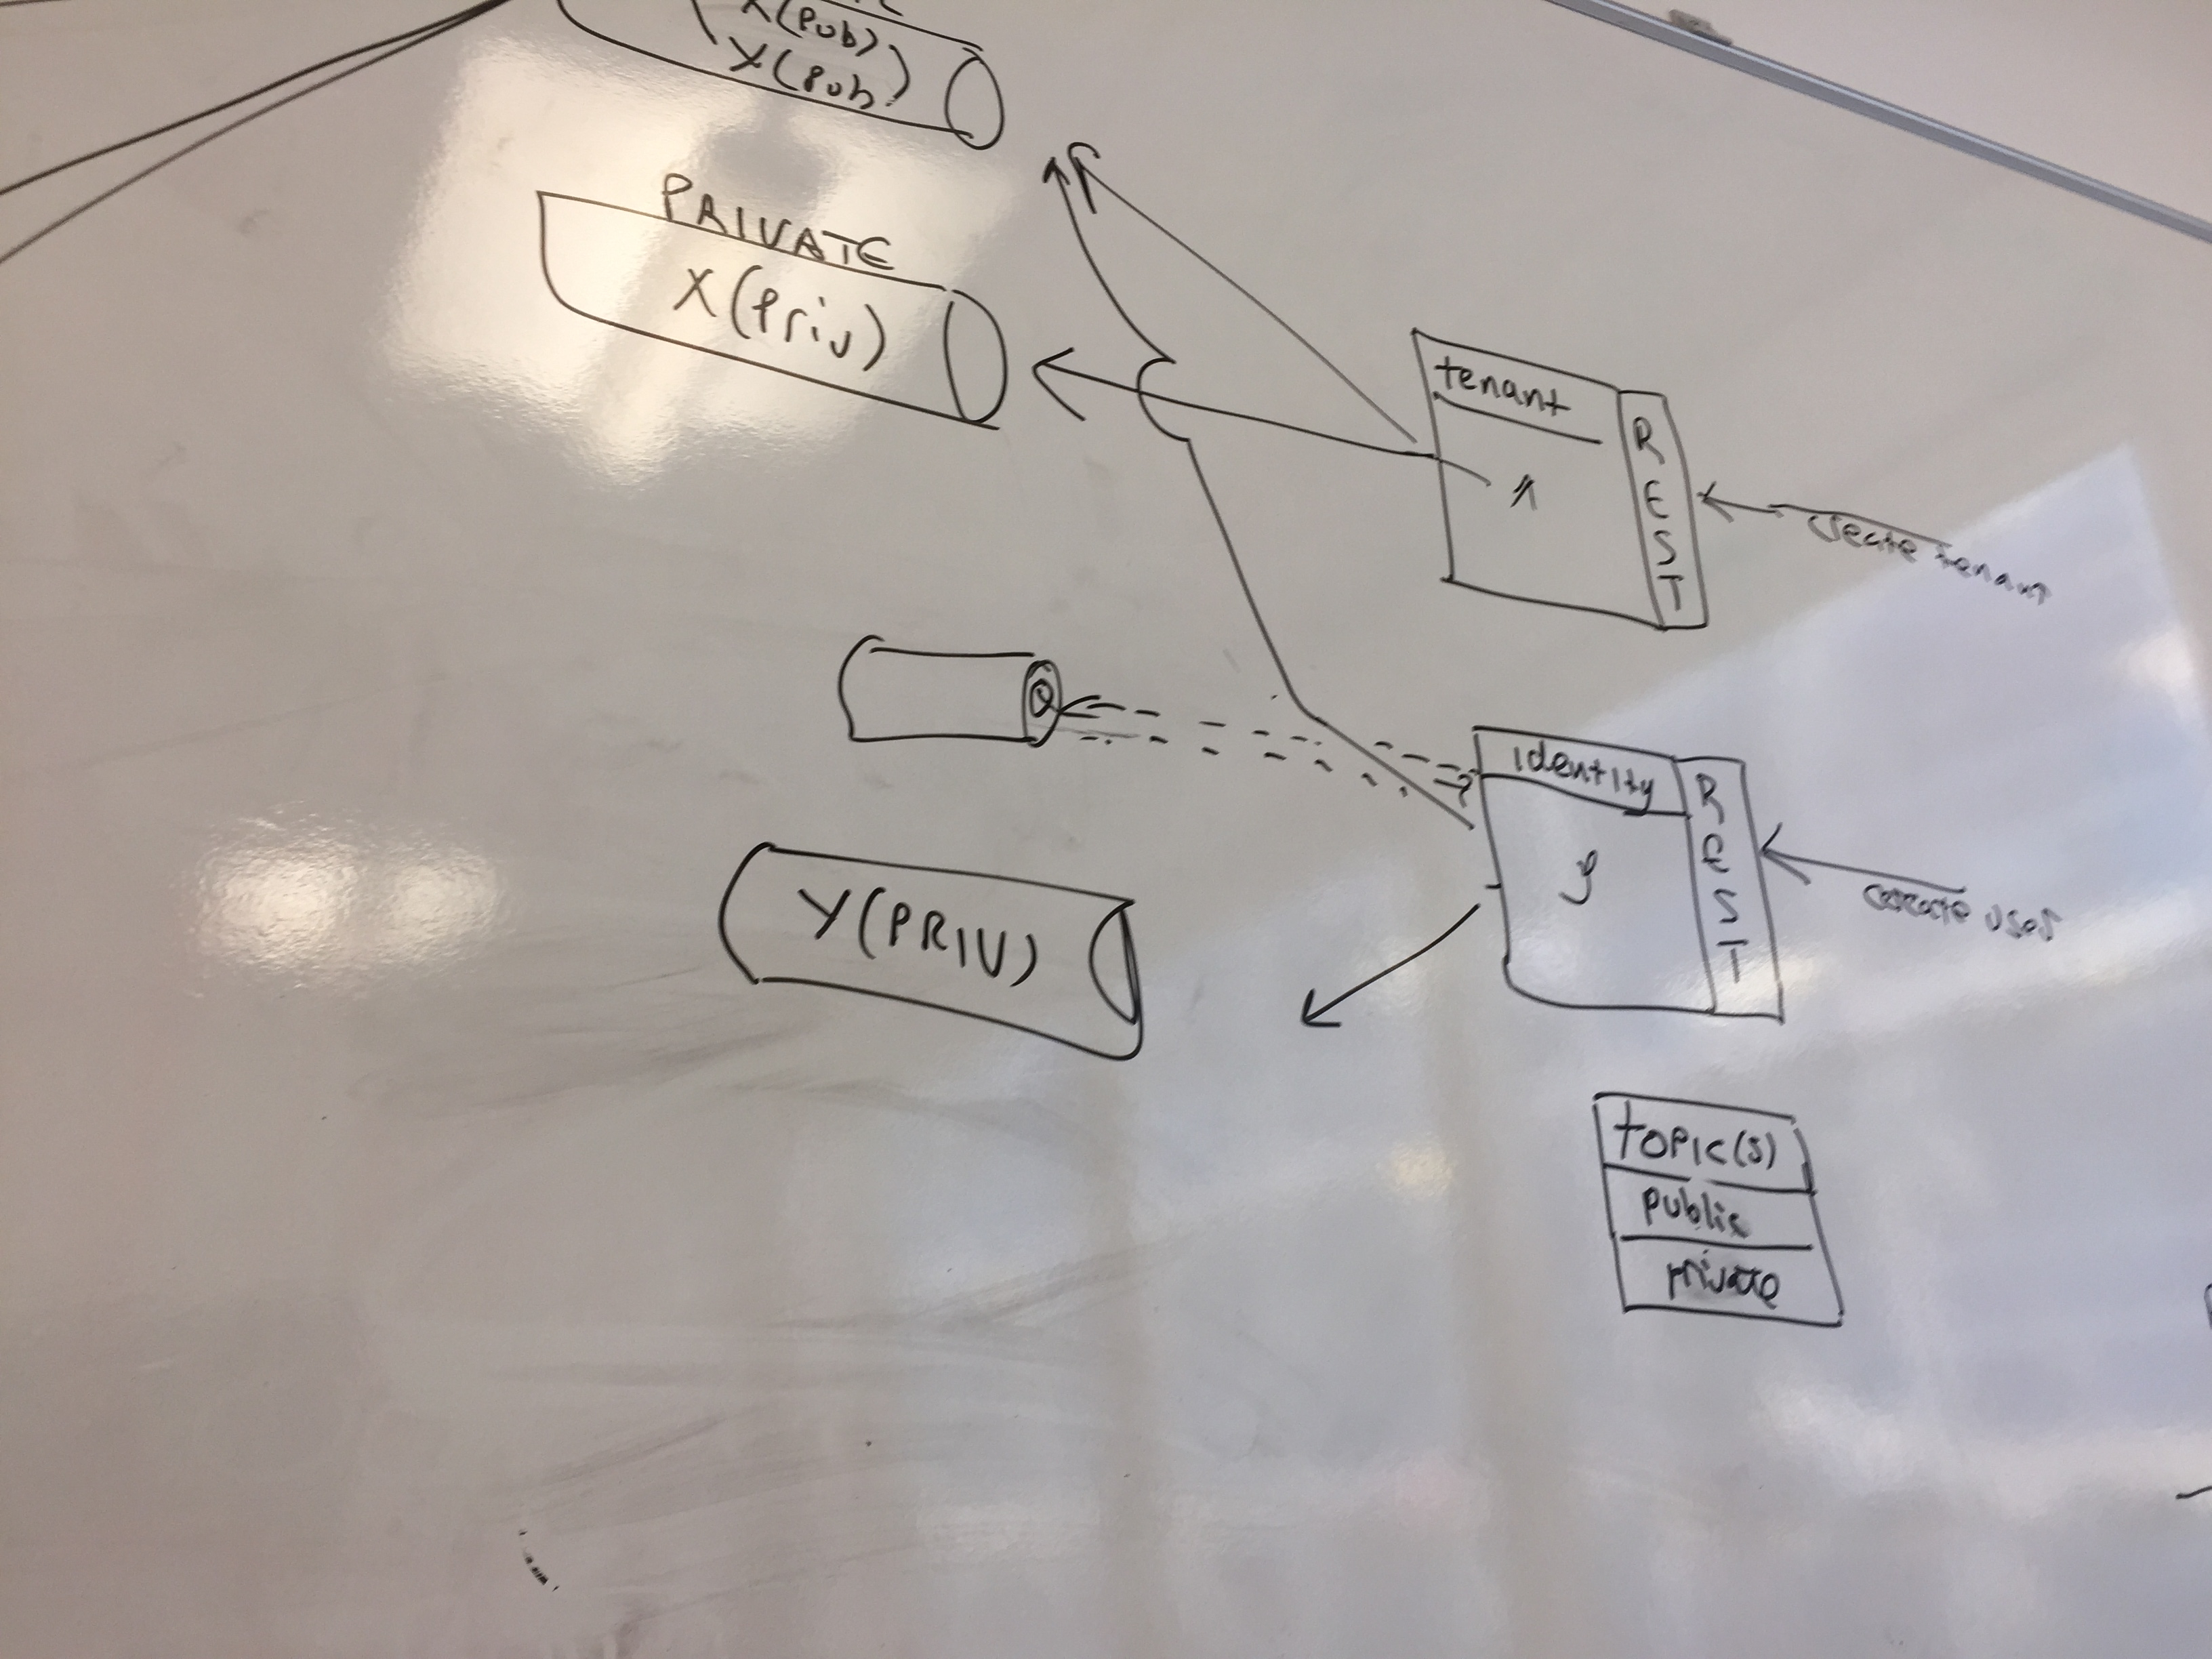 X(Pub)
Y(Pub)
PRIVATE
X(Priv)
tenant
REST
create tenant
identity
y
REST
create user
Y(PRIV)
topic(s)
public
private